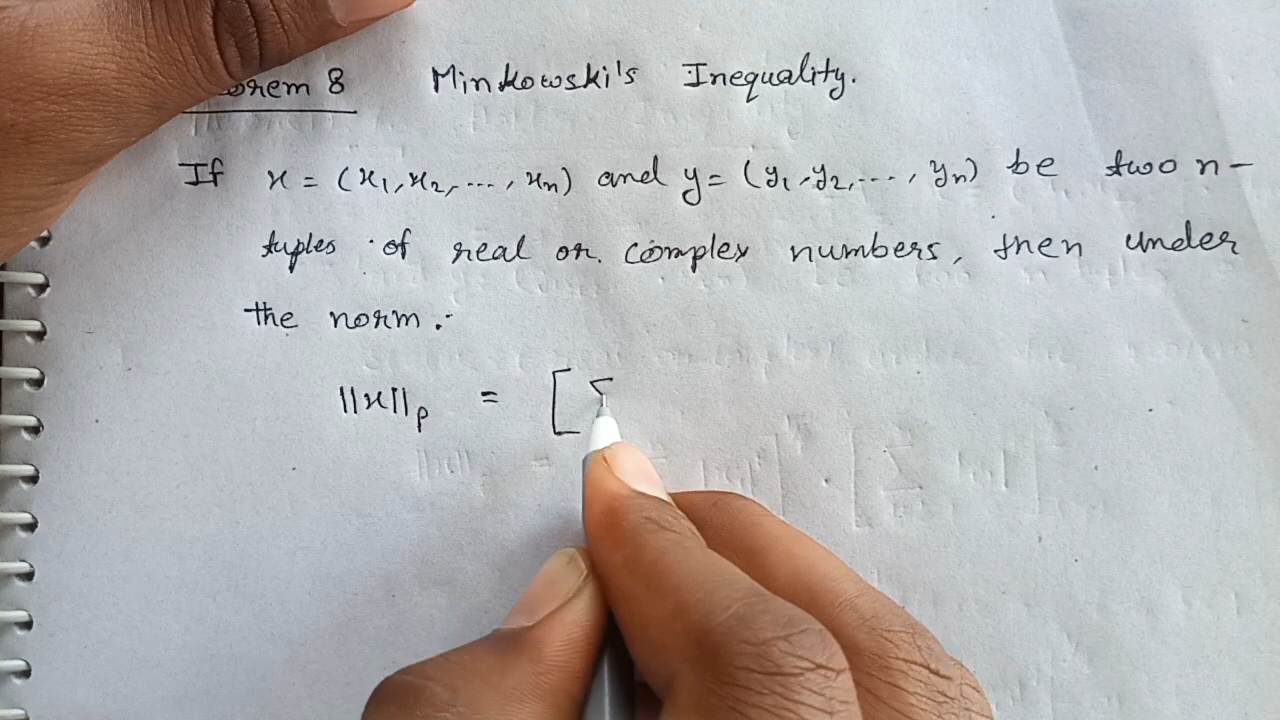 orem 8 Minkowski's Inequality.
If x = (x₁, x₂, ..., xₙ) and y = (y₁, y₂, ..., yₙ) be two n-
tuples of real or complex numbers, then under
the norm :
||x||ₚ = [ Σ